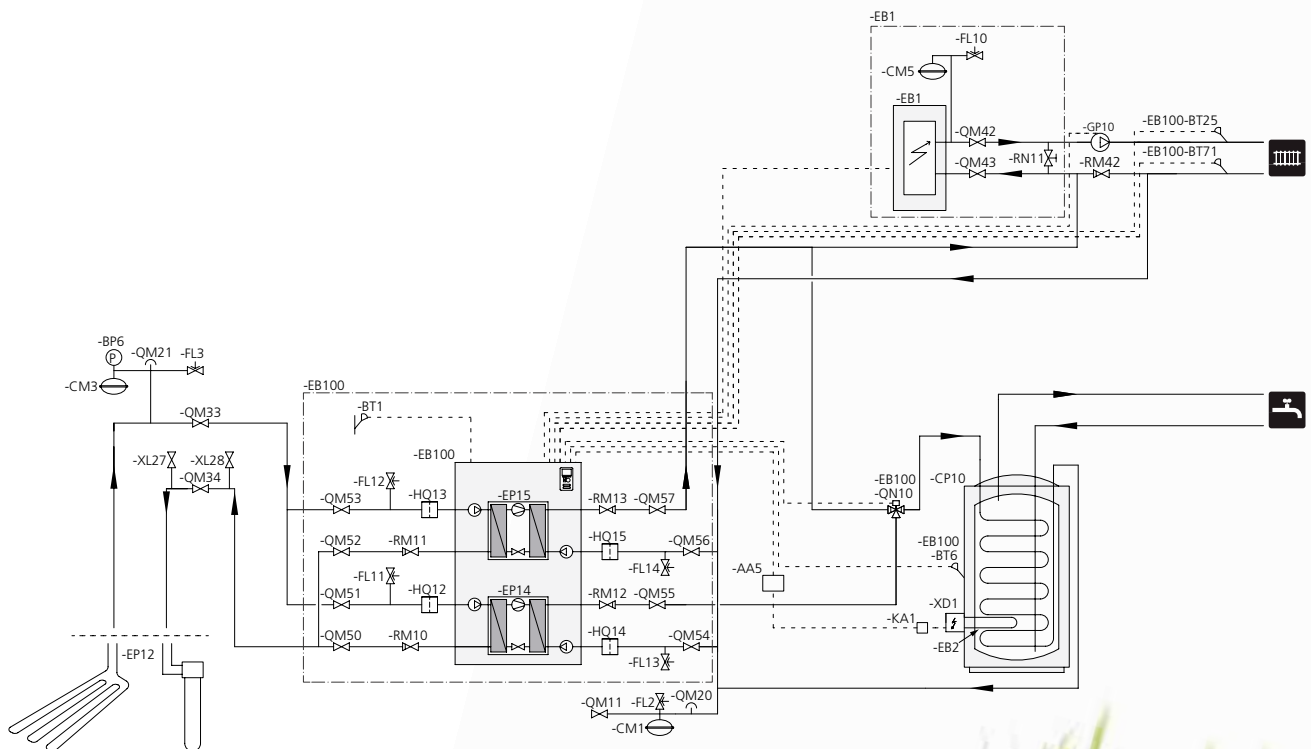 -EB1
-FL10
-CM5
-EB1
-QM42
-GP10
-EB100-BT25
-QM43
-RN11
-RM42
-EB100-BT71
-BP6
P
-QM21
-FL3
-CM3
-QM33
-XL27
-XL28
-QM34
-EB100
-BT1
-EB100
-FL12
-QM53
-HQ13
-EP15
-RM13
-QM57
-QM52
-RM11
-HQ15
-QM56
-FL14
-FL11
-QM51
-HQ12
-EP14
-RM12
-QM55
-QM50
-RM10
-HQ14
-QM54
-FL13
-EB100
-QN10
-CP10
-EB100
-BT6
-AA5
-XD1
-KA1
-EB2
-EP12
-QM11
-FL2
-QM20
-CM1